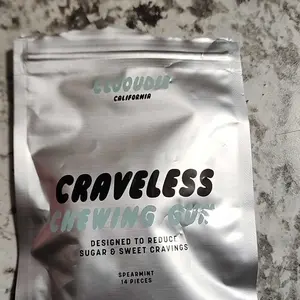 CALIFORNIA
CRAVELESS
CHEWING GUM
DESIGNED TO REDUCE
SUGAR & SWEET CRAVINGS
SPEARMINT
14 PIECES